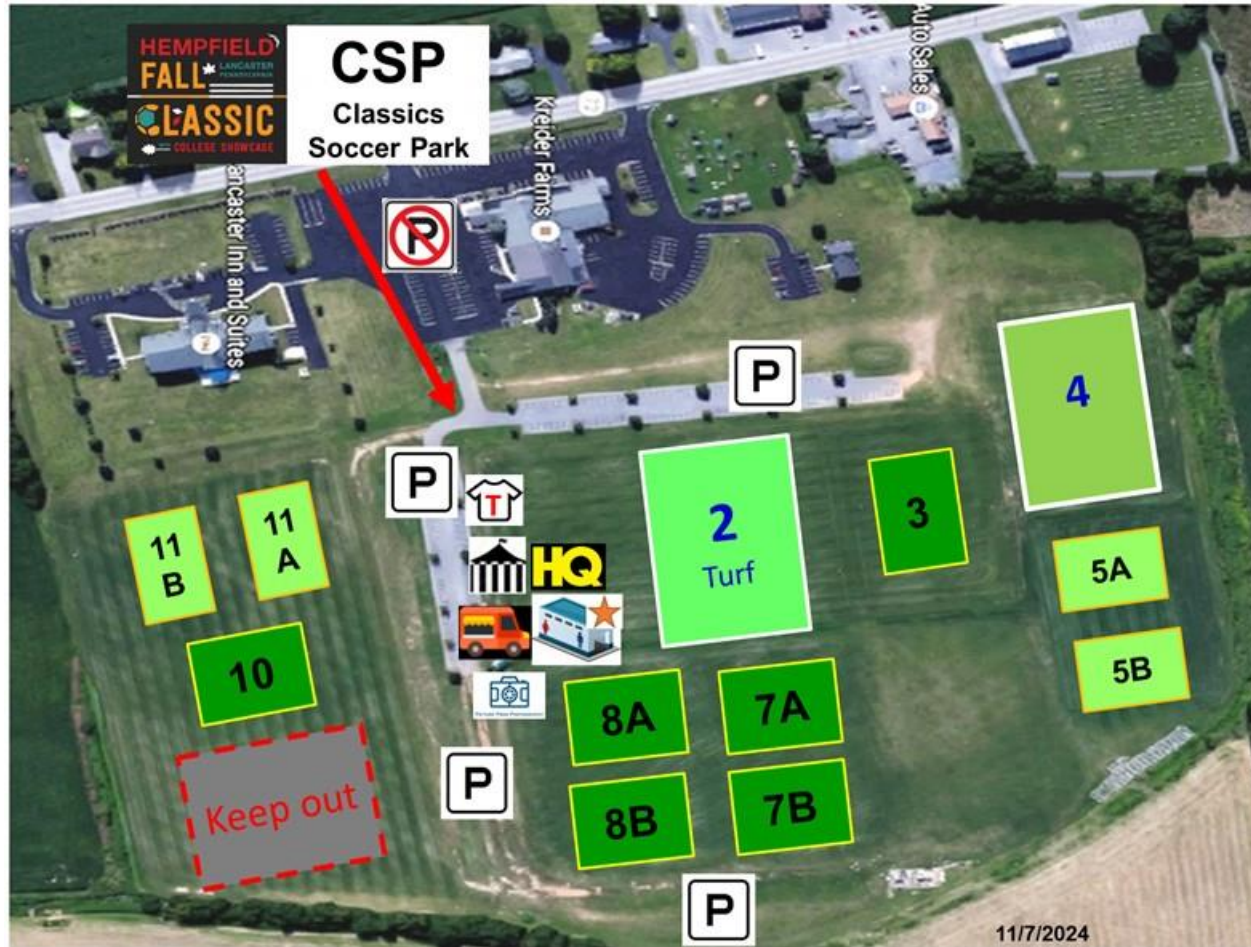 HEMPFIELD
FALL LANCASTER
PENNSYLVANIA
CLASSIC
COLLEGE SHOWCASE
CSP
Classics
Soccer Park
Kreider Farms
Auto Sales
ancaster Inn and Suites
P
P
4
P
2
Turf
3
T
11
B
11
A
HQ
5A
5B
10
8A
7A
P
Keep out
8B
7B
P
11/7/2024